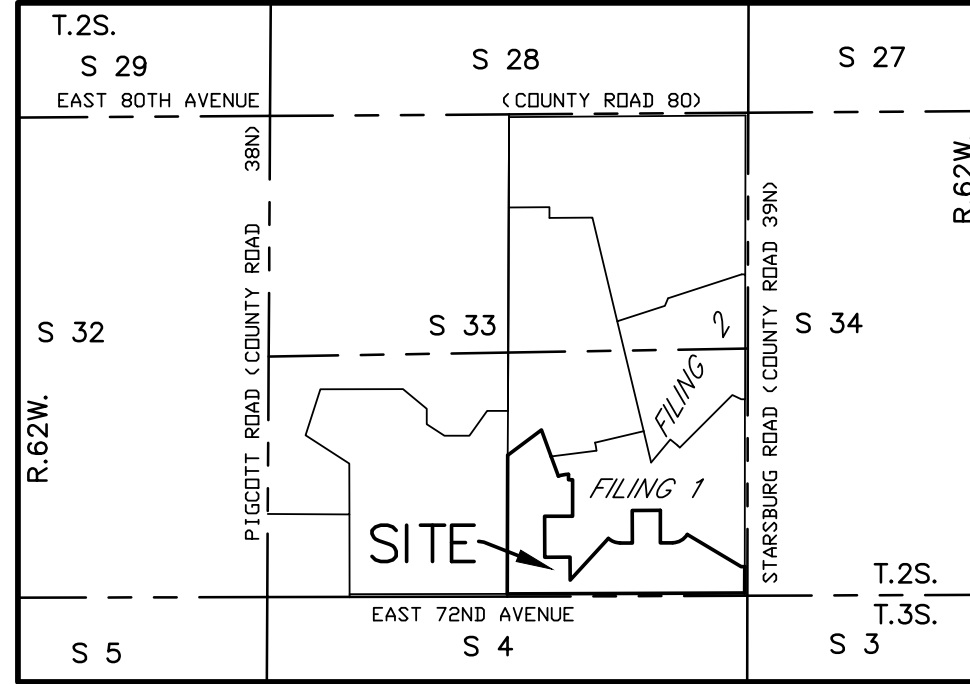 T.2S.
S 29
S 28
S 27
EAST 80TH AVENUE
(COUNTY ROAD 80)
PIGCOTT ROAD (COUNTY ROAD 38N)
STARSBURG ROAD (COUNTY ROAD 39N)
R.62W
S 32
S 33
S 34
FILING 2
R.62W.
FILING 1
SITE
T.2S.
EAST 72ND AVENUE
T.3S.
S 5
S 4
S 3